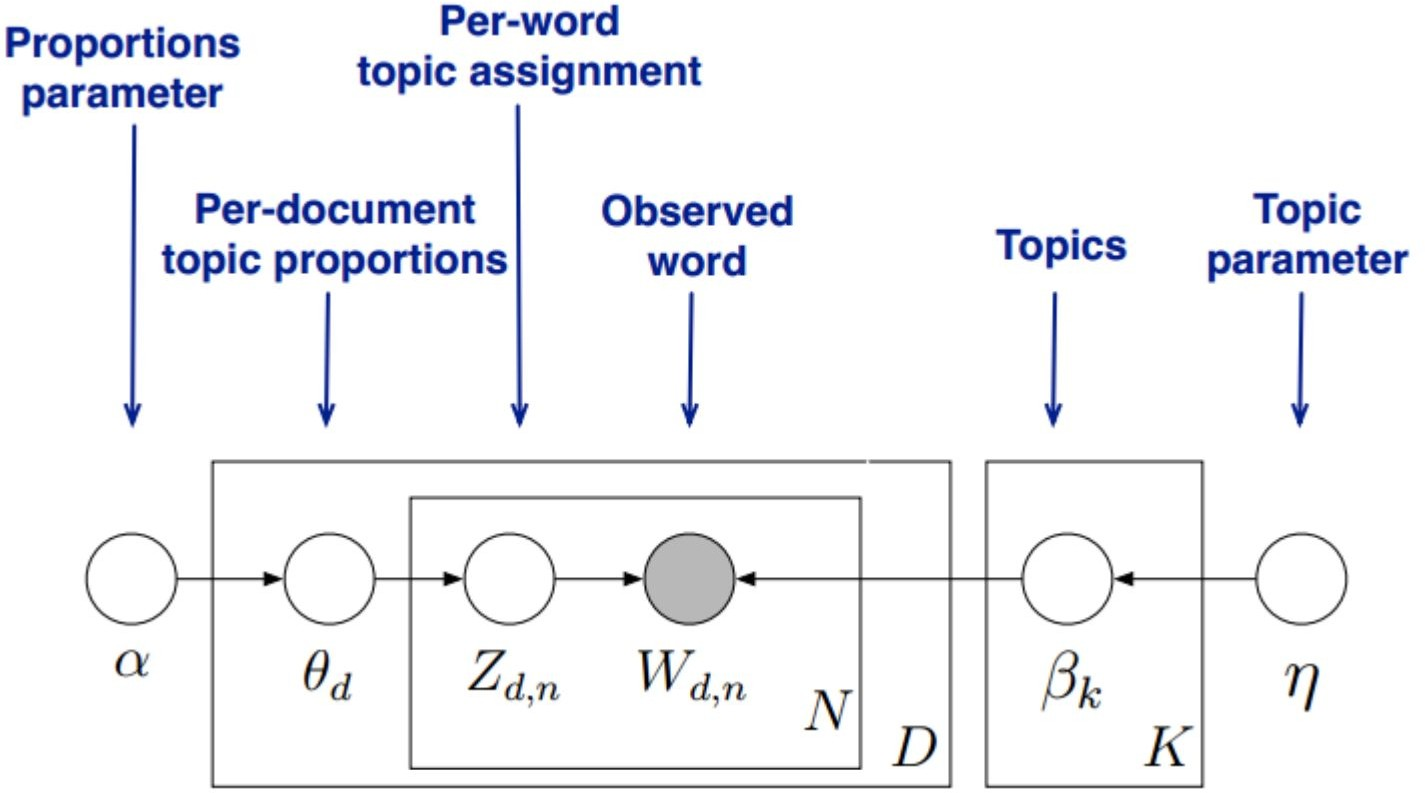 Proportions
parameter
Per-word
topic assignment
Per-document
topic proportions
Observed
word
Topics
Topic
parameter
α
θ_d
Z_{d,n}
W_{d,n}
N
D
β_k
K
η